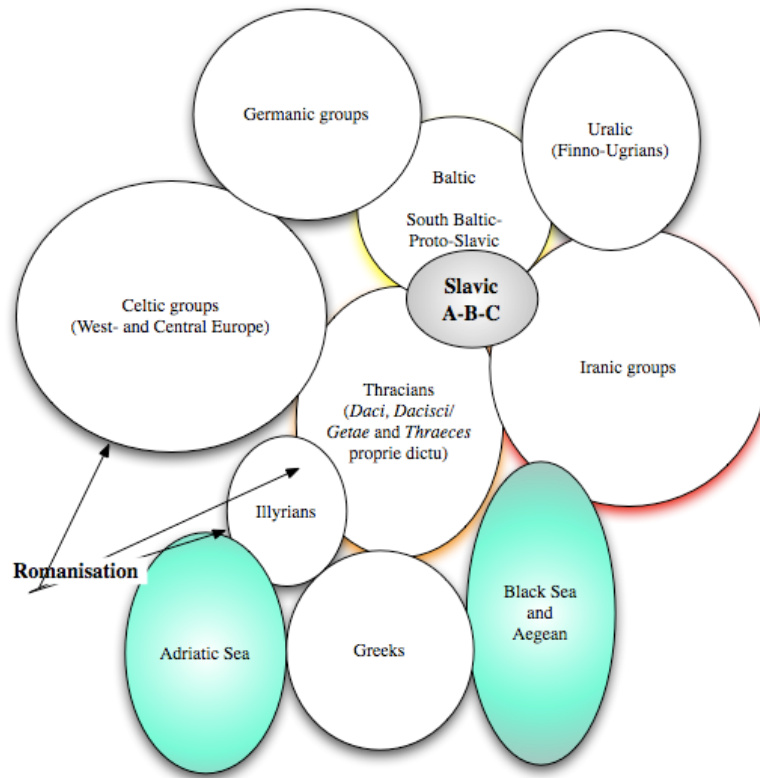 Germanic groups
Uralic
(Finno-Ugrians)
Baltic
South Baltic-
Proto-Slavic
Slavic
A-B-C
Celtic groups
(West- and Central Europe)
Iranic groups
Thracians
(Daci, Dacisci/
Getae and Thraeces
proprie dictu)
Illyrians
Romanisation
Black Sea
and
Aegean
Adriatic Sea
Greeks